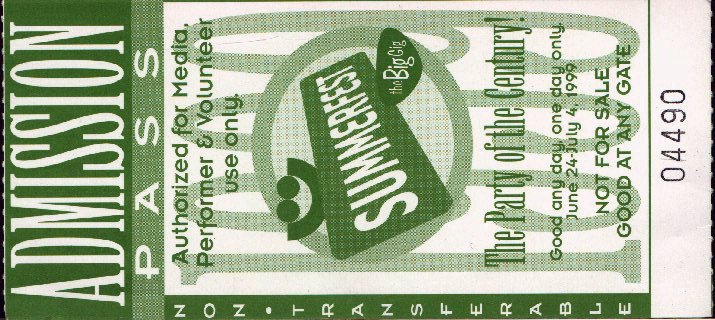 ADMISSION
PASS
Authorized for Media,
Performer & Volunteer
use only.
SUMMERFEST
the Big Gig
The Party of the Century!
Good any day, one day only,
June 24-July 4, 1999
NOT FOR SALE
GOOD AT ANY GATE
NON • TRANSFERABLE
04490